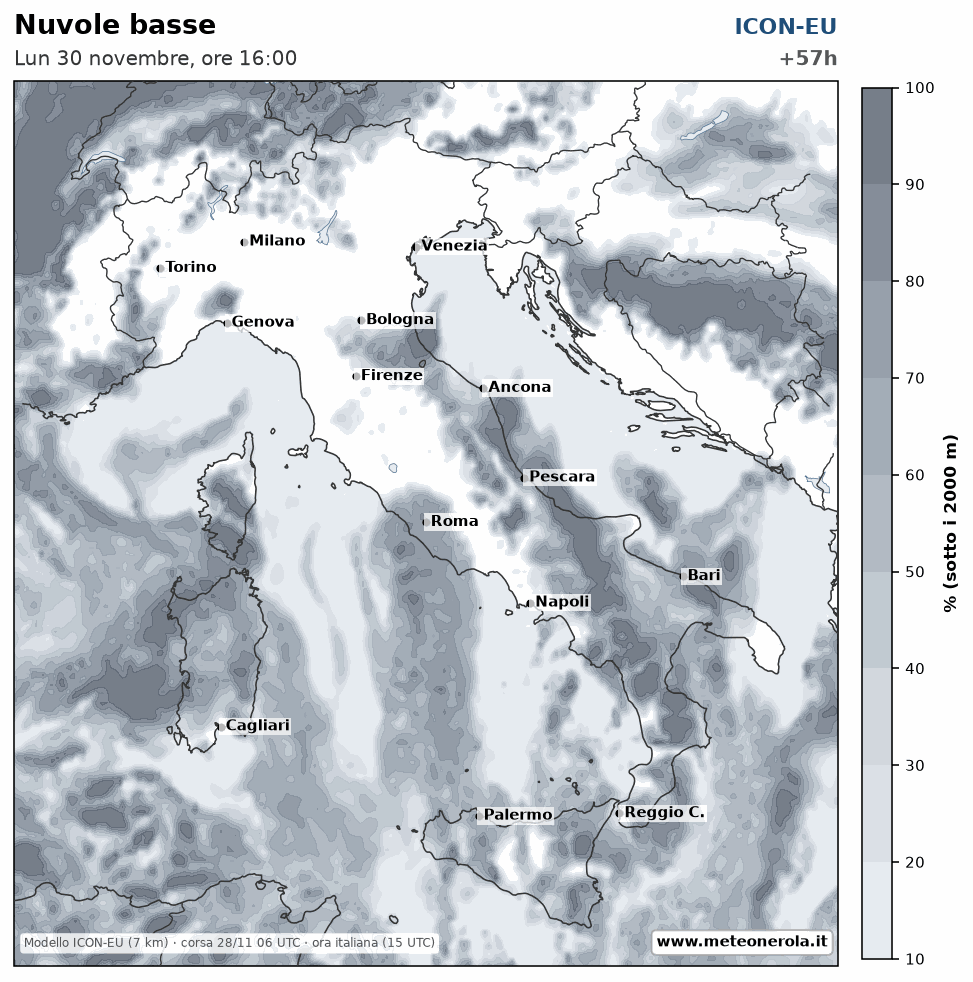 Nuvole basse
ICON-EU
Lun 30 novembre, ore 16:00
+57h
Milano
Venezia
Torino
Genova
Bologna
Firenze
Ancona
Pescara
Roma
Bari
Napoli
Cagliari
Palermo
Reggio C.
Modello ICON-EU (7 km) · corsa 28/11 06 UTC · ora italiana (15 UTC)
www.meteonerola.it
100
90
80
70
60
50
40
30
20
10
% (sotto i 2000 m)